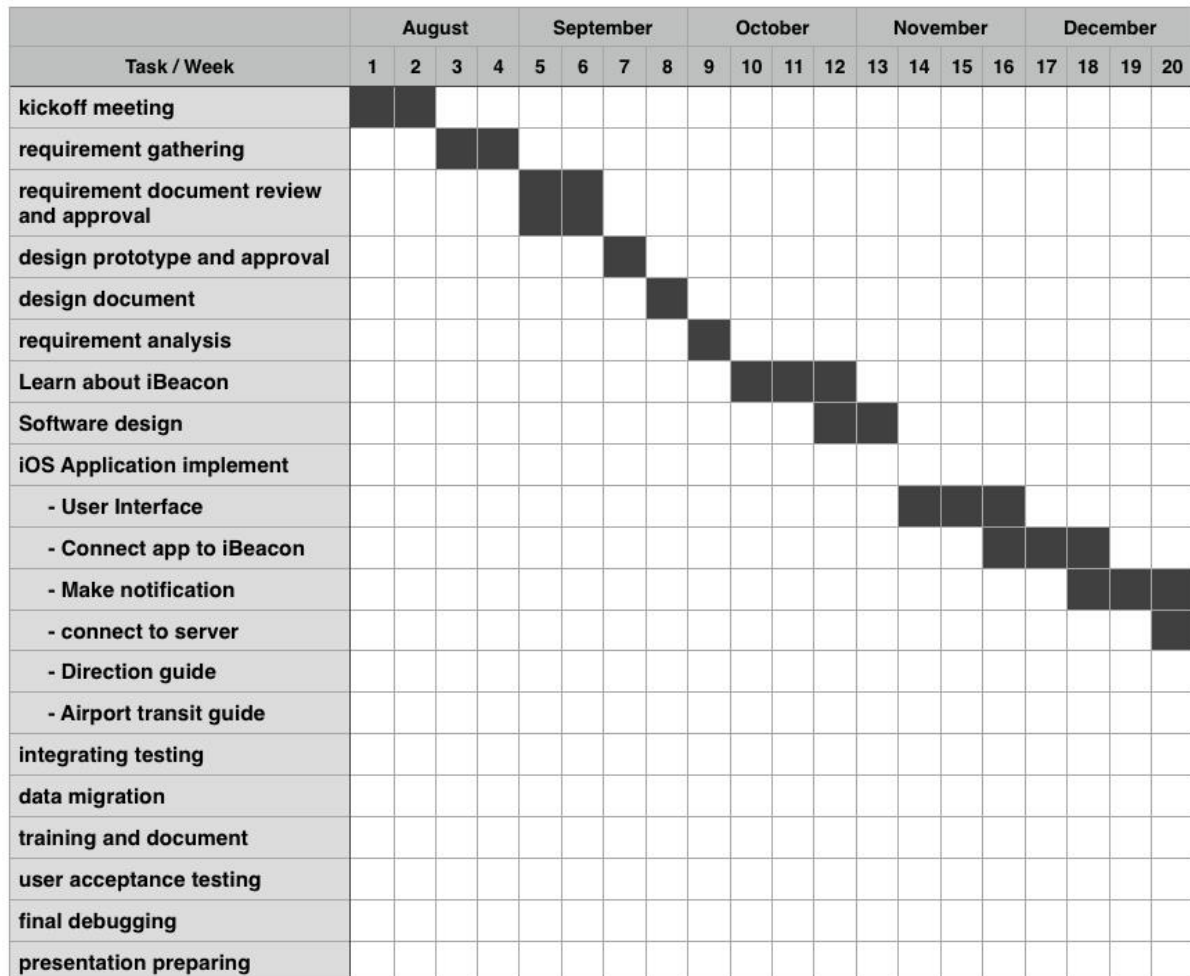 August September October November December
Task / Week 1 2 3 4 5 6 7 8 9 10 11 12 13 14 15 16 17 18 19 20
kickoff meeting
requirement gathering
requirement document review
and approval
design prototype and approval
design document
requirement analysis
Learn about iBeacon
Software design
iOS Application implement
- User Interface
- Connect app to iBeacon
- Make notification
- connect to server
- Direction guide
- Airport transit guide
integrating testing
data migration
training and document
user acceptance testing
final debugging
presentation preparing